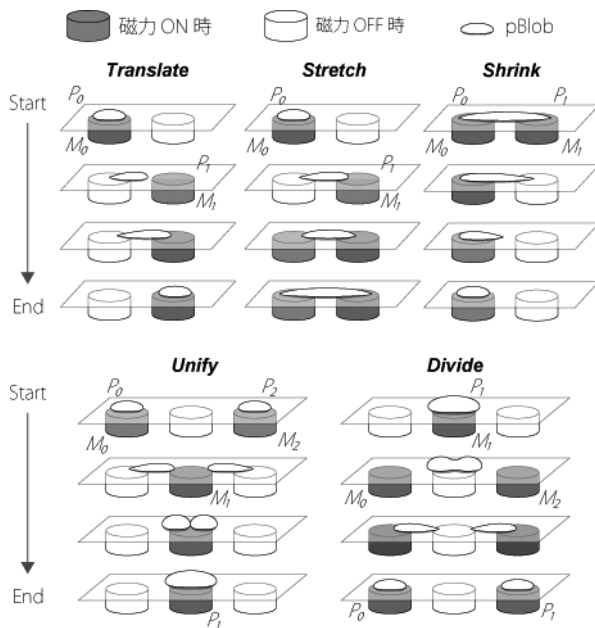 磁力 ON 時 磁力 OFF 時 pBlob
Translate Stretch Shrink
Start
P0 P0 P0 P1
M0 M0 M0 M1
P1 P1
M1 M1
End
Unify Divide
Start
P0 P2 P1
M0 M2 M1
M1 M0 M2
End
P1 P0 P1